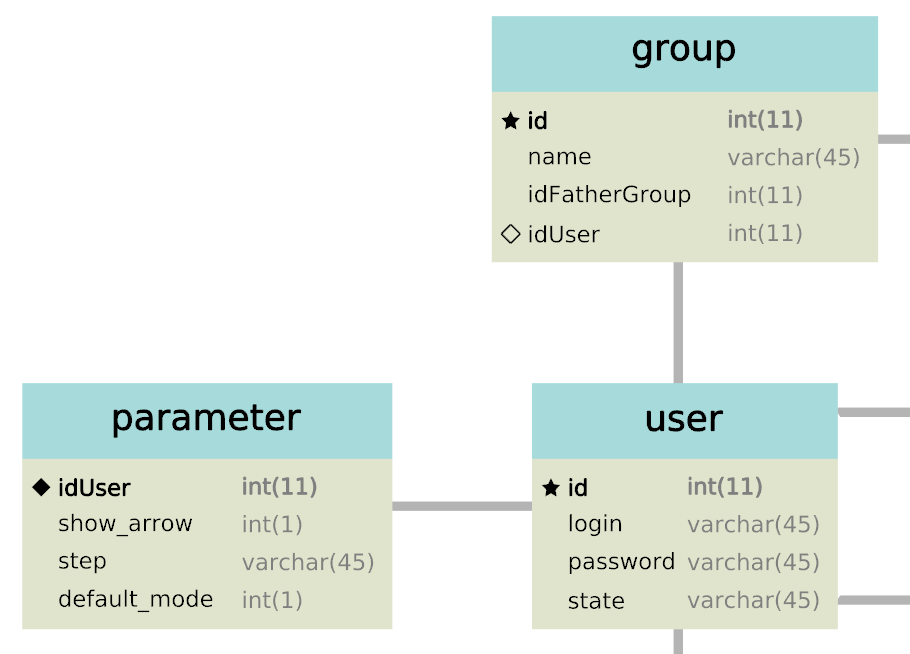 group
id int(11)
name varchar(45)
idFatherGroup int(11)
idUser int(11)
parameter
idUser int(11)
show_arrow int(1)
step varchar(45)
default_mode int(1)
user
id int(11)
login varchar(45)
password varchar(45)
state varchar(45)